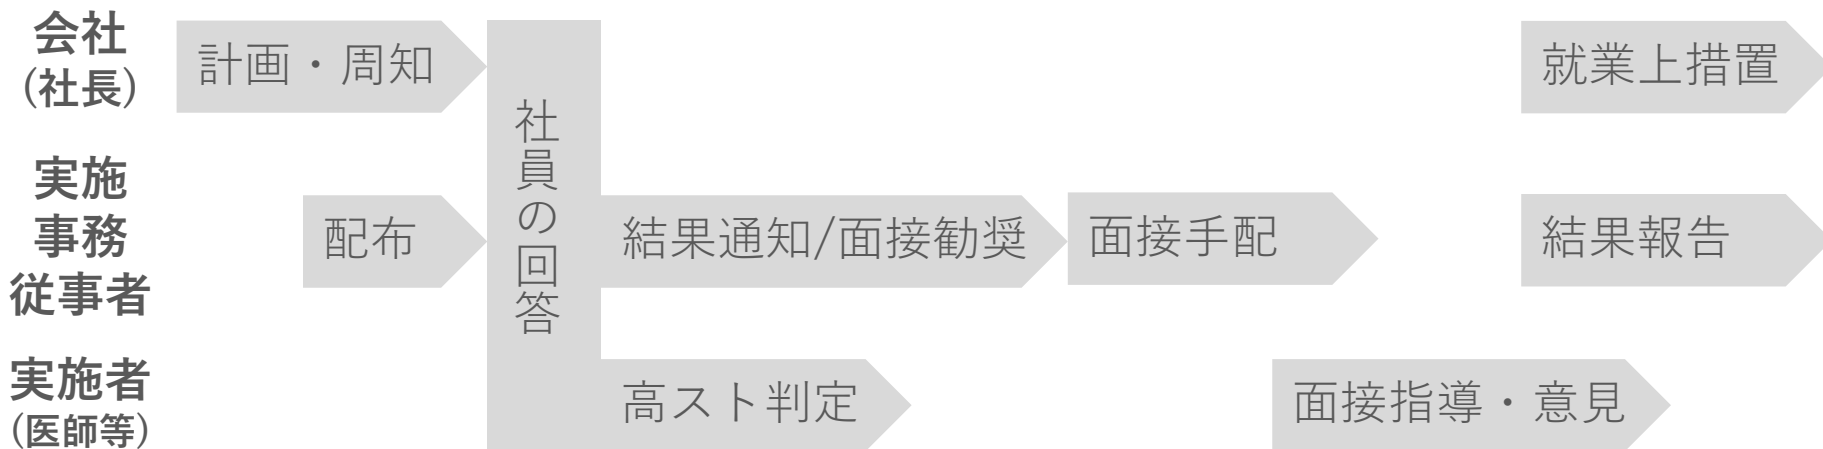 会社
(社長)
計画・周知
就業上措置
社員の回答
実施
事務
従事者
配布
結果通知/面接勧奨
面接手配
結果報告
実施者
(医師等)
高スト判定
面接指導・意見